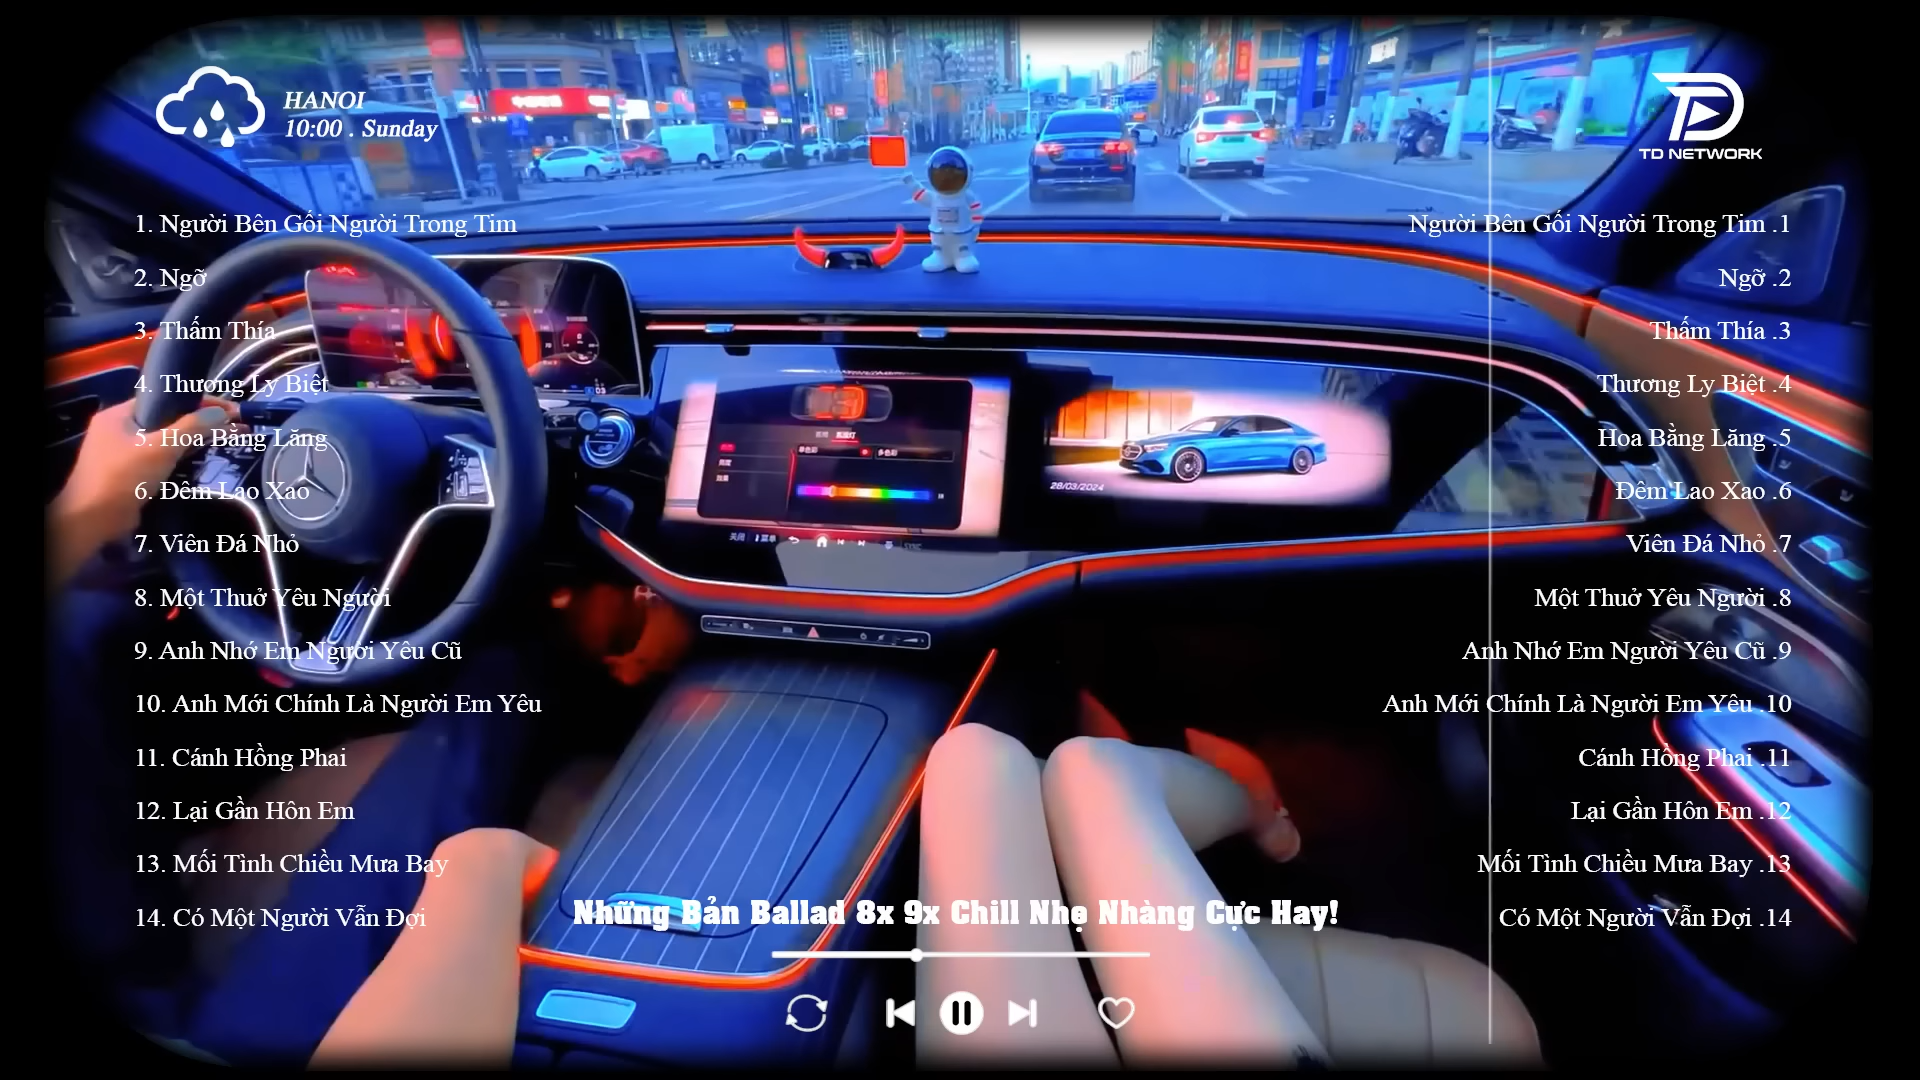 HANOI
10:00 . Sunday
TD NETWORK
1. Người Bên Gối Người Trong Tim
2. Ngỡ
3. Thấm Thía
4. Thương Ly Biệt
5. Hoa Bằng Lăng
6. Đêm Lao Xao
7. Viên Đá Nhỏ
8. Một Thuở Yêu Người
9. Anh Nhớ Em Người Yêu Cũ
10. Anh Mới Chính Là Người Em Yêu
11. Cánh Hồng Phai
12. Lại Gần Hôn Em
13. Mối Tình Chiều Mưa Bay
14. Có Một Người Vẫn Đợi
Người Bên Gối Người Trong Tim .1
Ngỡ .2
Thấm Thía .3
Thương Ly Biệt .4
Hoa Bằng Lăng .5
Đêm Lao Xao .6
Viên Đá Nhỏ .7
Một Thuở Yêu Người .8
Anh Nhớ Em Người Yêu Cũ .9
Anh Mới Chính Là Người Em Yêu .10
Cánh Hồng Phai .11
Lại Gần Hôn Em .12
Mối Tình Chiều Mưa Bay .13
Có Một Người Vẫn Đợi .14
28/03/2024
Những Bản Ballad 8x 9x Chill Nhẹ Nhàng Cực Hay!